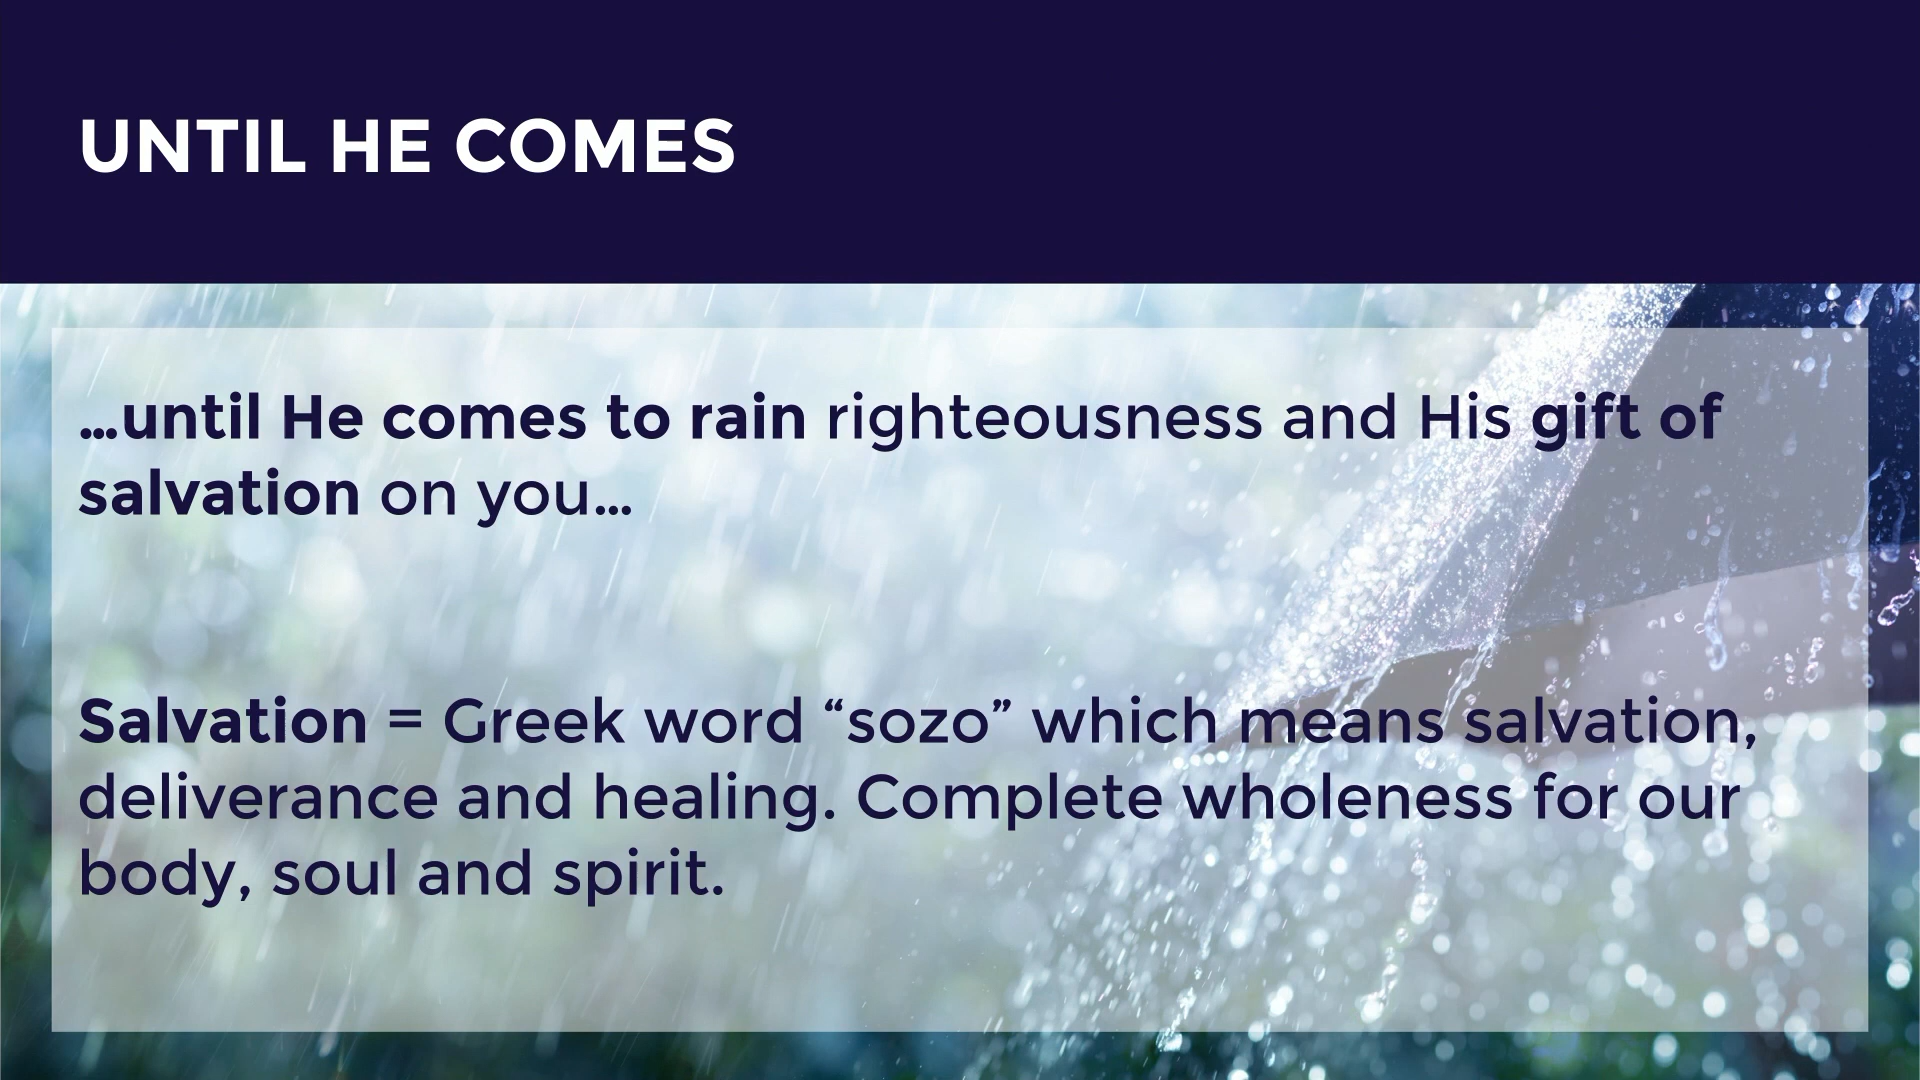 UNTIL HE COMES
…until He comes to rain righteousness and His gift of
salvation on you…
Salvation = Greek word “sozo” which means salvation,
deliverance and healing. Complete wholeness for our
body, soul and spirit.